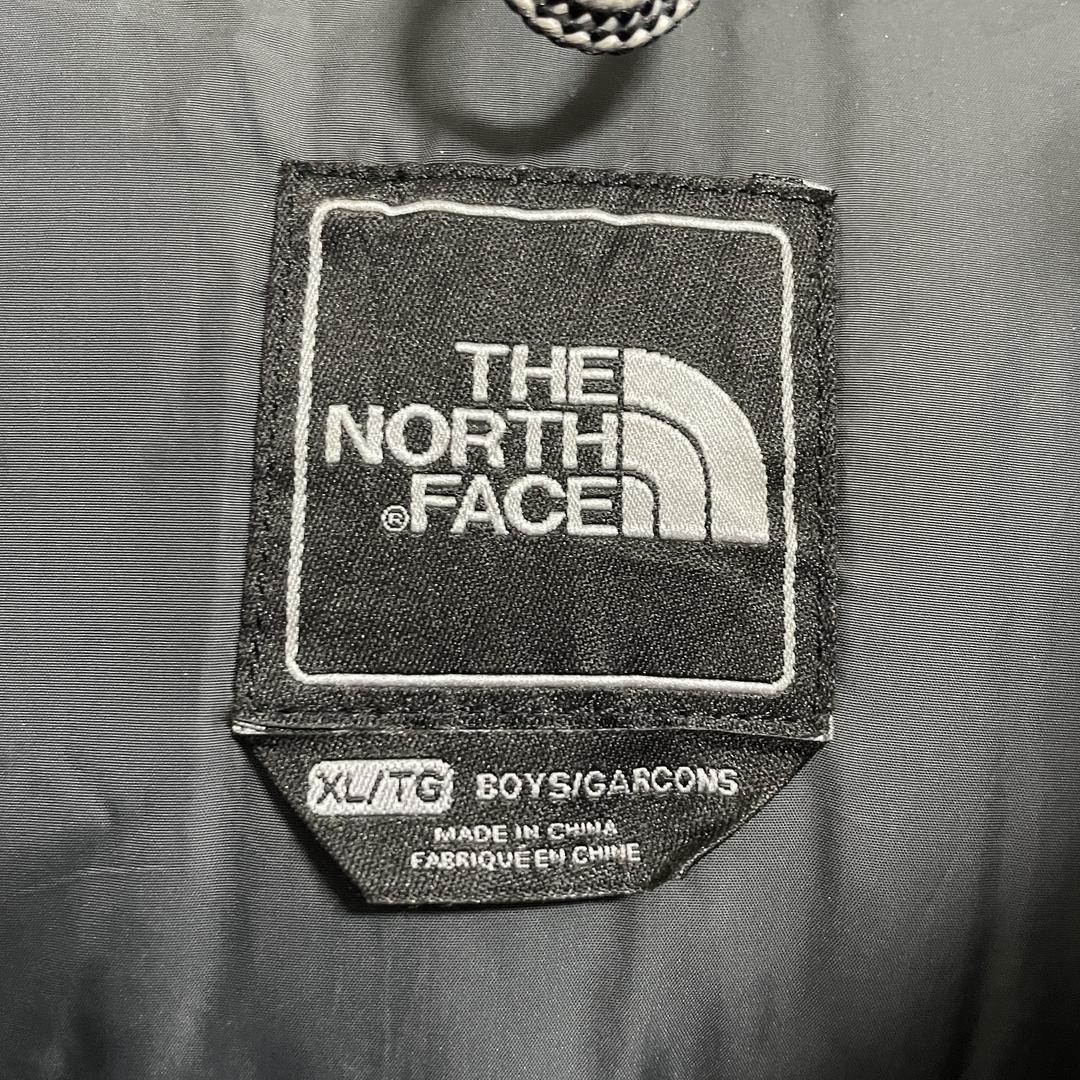 THE
NORTH
®FACE
XL/TG BOYS/GARCONS
MADE IN CHINA
FABRIQUÉ EN CHINE